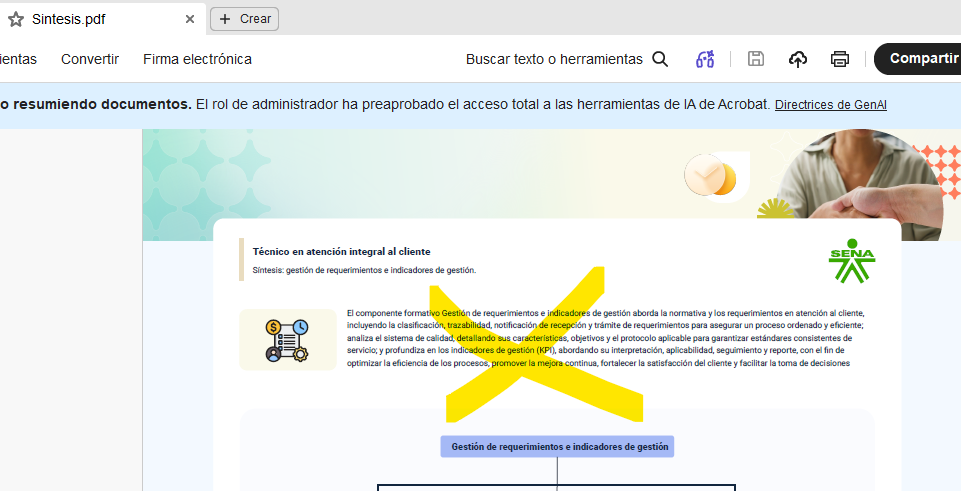 Sintesis.pdf
Crear
ientas
Convertir
Firma electrónica
Buscar texto o herramientas
Compartir
o resumiendo documentos. El rol de administrador ha preaprobado el acceso total a las herramientas de IA de Acrobat. Directrices de GenAI
Técnico en atención integral al cliente
SENA
Síntesis: gestión de requerimientos e indicadores de gestión.
El componente formativo Gestión de requerimientos e indicadores de gestión aborda la normativa y los requerimientos en atención al cliente,
incluyendo la clasificación, trazabilidad, notificación de recepción y trámite de requerimientos para asegurar un proceso ordenado y eficiente;
analiza el sistema de calidad, detallando sus características, objetivos y el protocolo aplicable para garantizar estándares consistentes de
servicio; y profundiza en los indicadores de gestión (KPI), abordando su interpretación, aplicabilidad, seguimiento y reporte, con el fin de
optimizar la eficiencia de los procesos, promover la mejora continua, fortalecer la satisfacción del cliente y facilitar la toma de decisiones
Gestión de requerimientos e indicadores de gestión